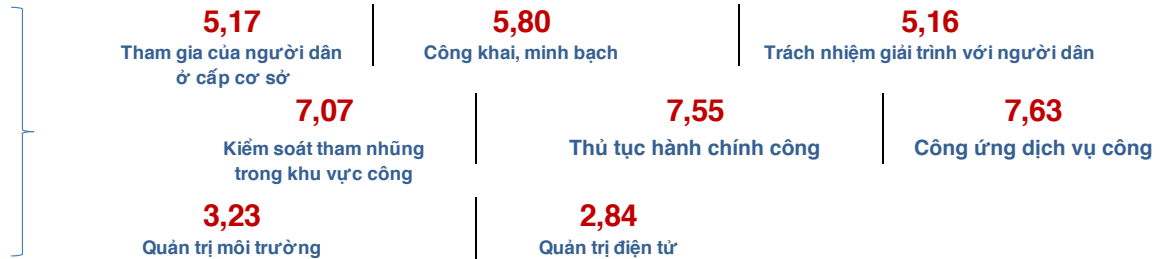 5,17
Tham gia của người dân
ở cấp cơ sở
5,80
Công khai, minh bạch
5,16
Trách nhiệm giải trình với người dân
7,07
Kiểm soát tham nhũng
trong khu vực công
7,55
Thủ tục hành chính công
7,63
Công ứng dịch vụ công
3,23
Quản trị môi trường
2,84
Quản trị điện tử